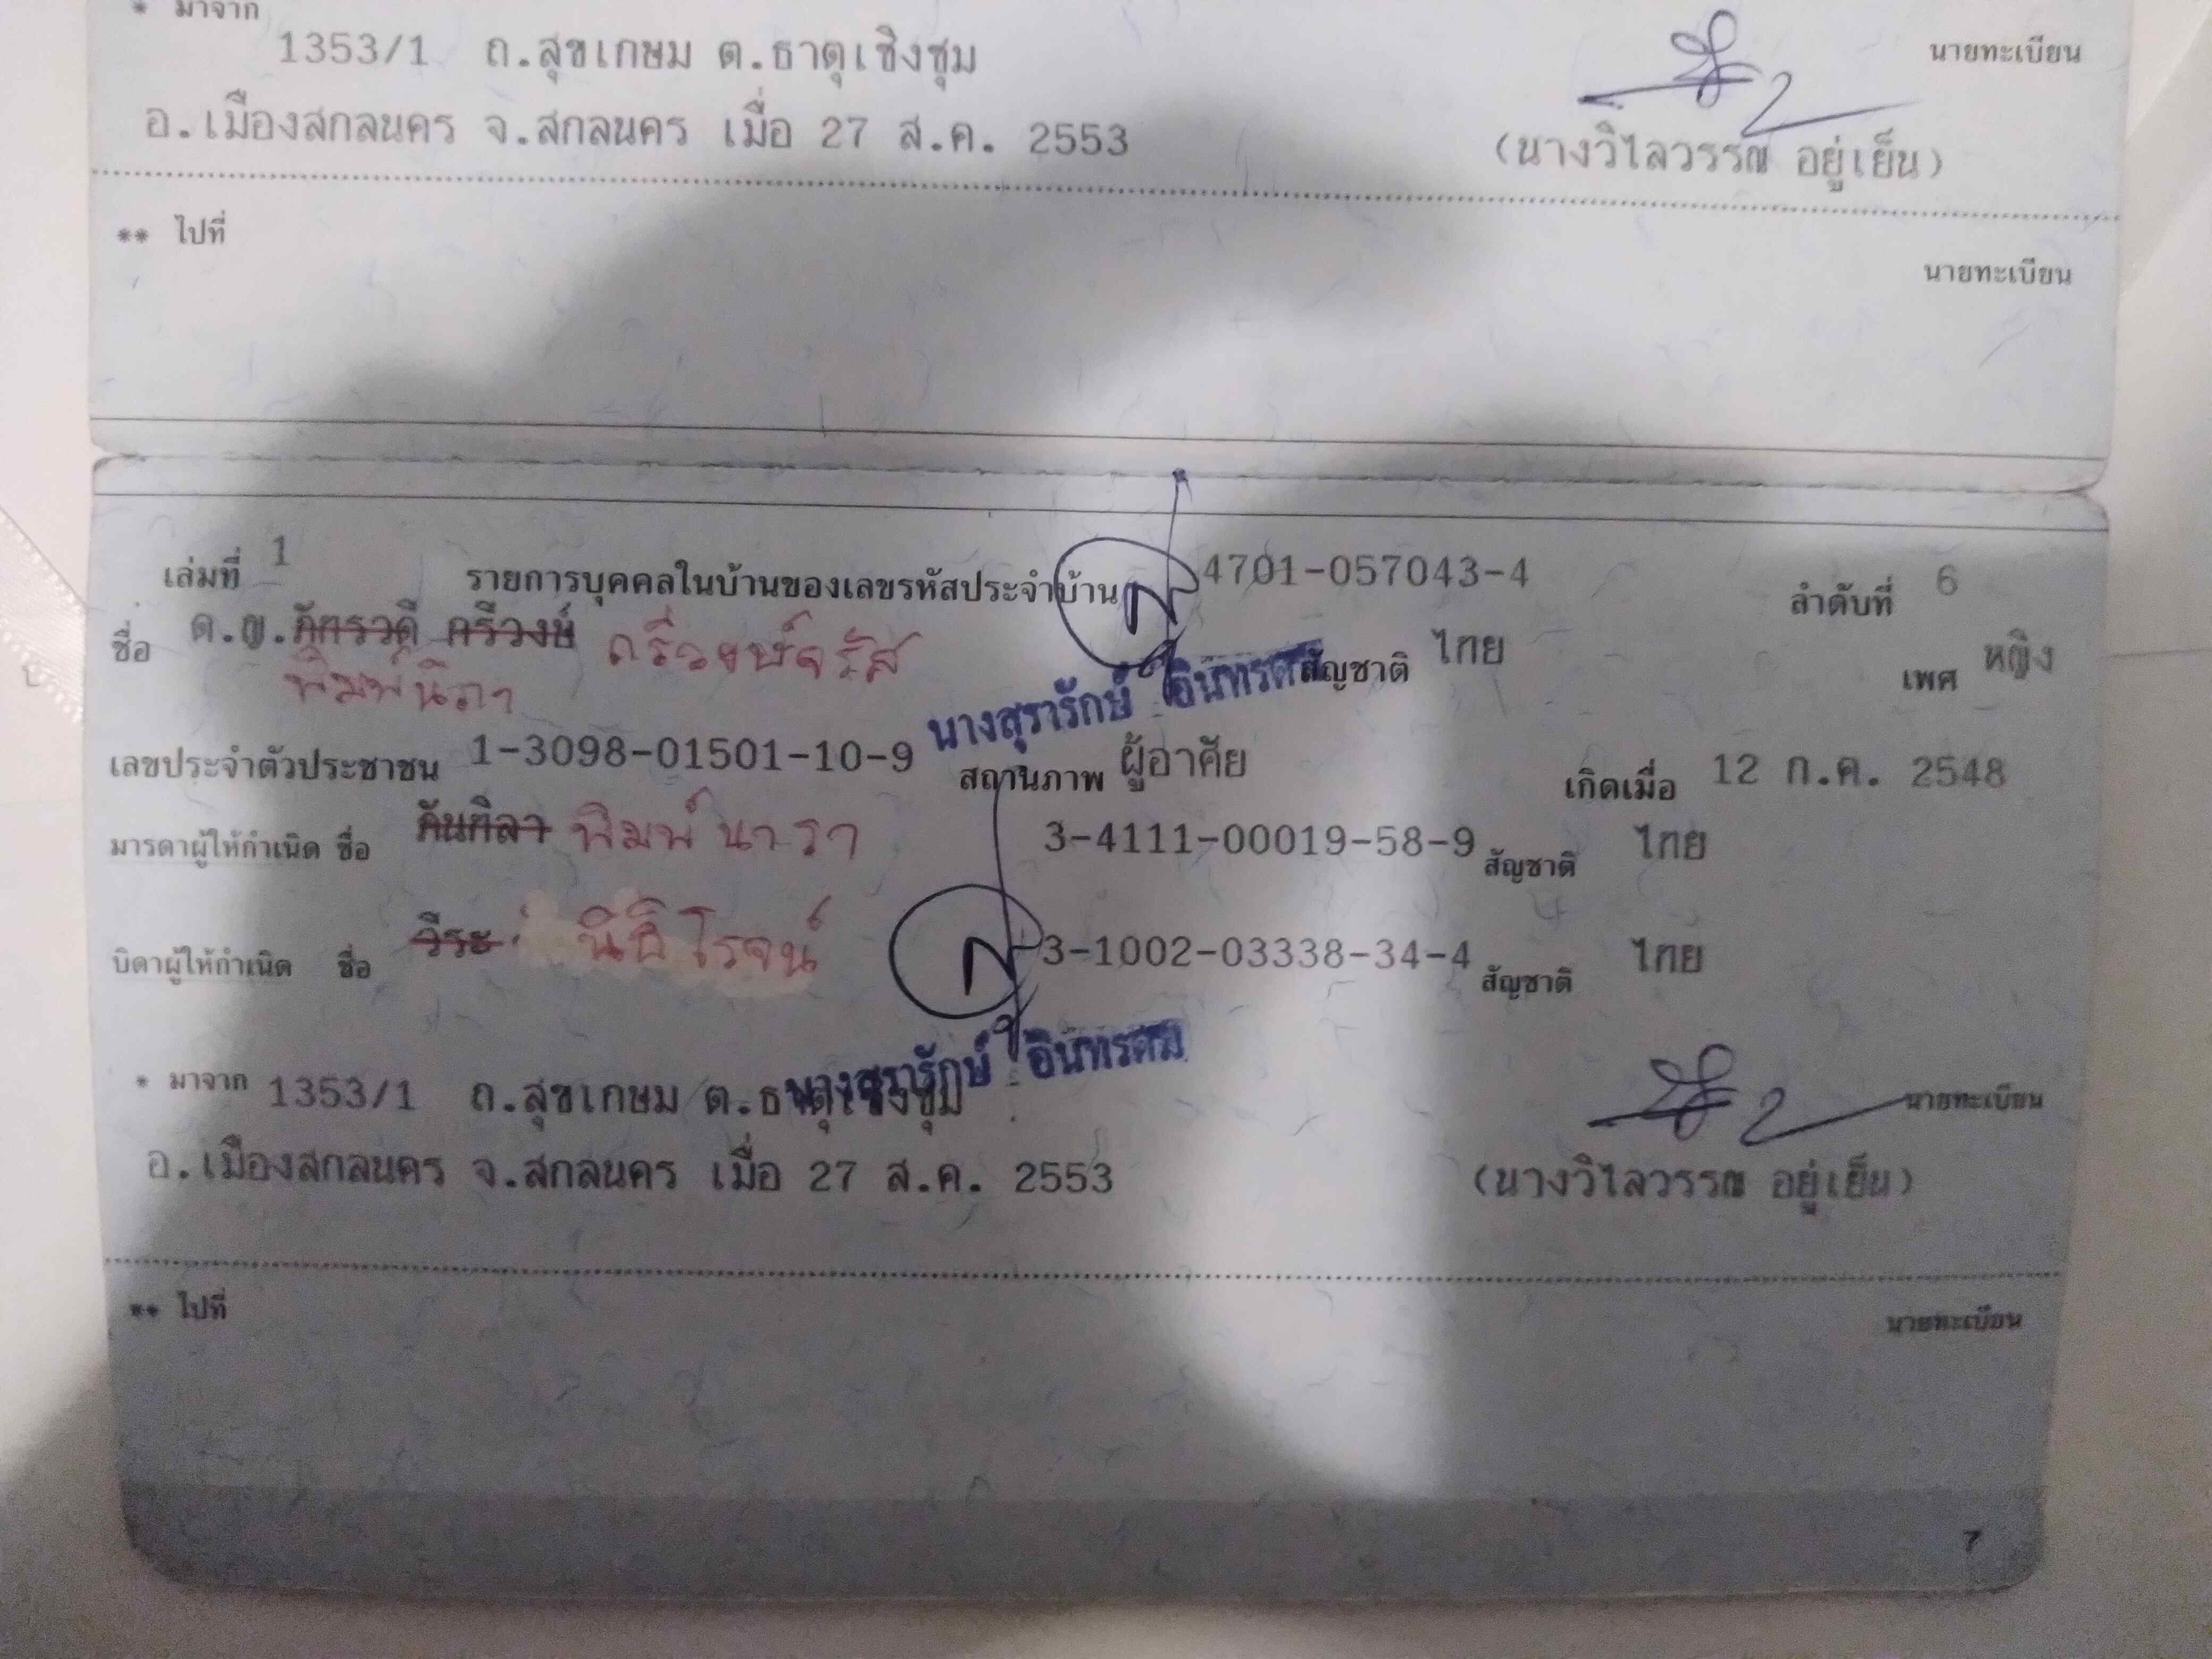 * มาจาก
1353/1 ถ.สุขเกษม ต.ธาตุเชิงชุม
นายทะเบียน
อ.เมืองสกลนคร จ.สกลนคร เมื่อ 27 ส.ค. 2553
(นางวิไลวรรณ อยู่เย็น)
** ไปที่
นายทะเบียน
เล่มที่ 1 รายการบุคคลในบ้านของเลขรหัสประจำบ้าน 4701-057043-4 ลำดับที่ 6
ชื่อ ด.ญ.ภัทรวดี ตรีวงษ์ ตรีวงษ์จรัส สัญชาติ ไทย เพศ หญิง
พิมพ์นิภา
นางสุรารักษ์
เลขประจำตัวประชาชน 1-3098-01501-10-9 สถานภาพ ผู้อาศัย เกิดเมื่อ 12 ก.ค. 2548
มารดาผู้ให้กำเนิด ชื่อ พิมพ์นารา 3-4111-00019-58-9 สัญชาติ ไทย
บิดาผู้ให้กำเนิด ชื่อ วีระ นิธิโรจน์ 3-1002-03338-34-4 สัญชาติ ไทย
นางสุรารักษ์
* มาจาก 1353/1 ถ.สุขเกษม ต.ธาตุเชิงชุม
นายทะเบียน
อ.เมืองสกลนคร จ.สกลนคร เมื่อ 27 ส.ค. 2553
(นางวิไลวรรณ อยู่เย็น)
** ไปที่
นายทะเบียน
7